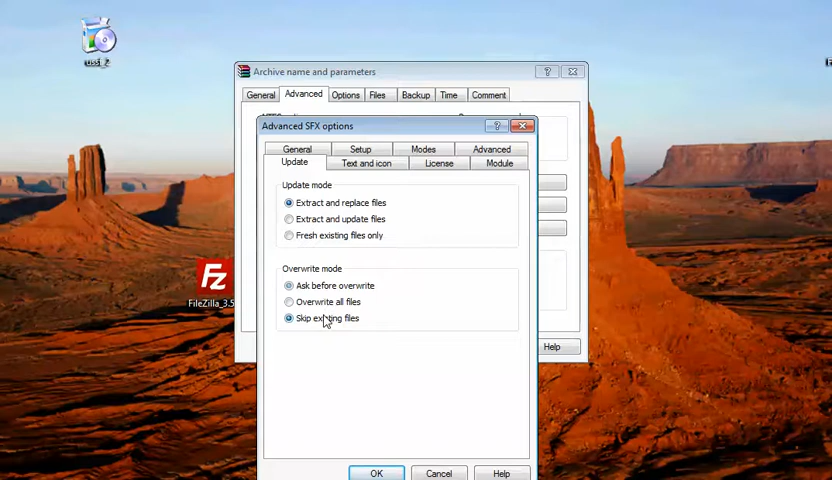 ussi_2
Archive name and parameters
General Advanced Options Files Backup Time Comment
Advanced SFX options
General Setup Modes Advanced
Update Text and icon License Module
Update mode
Extract and replace files
Extract and update files
Fresh existing files only
Overwrite mode
Ask before overwrite
Overwrite all files
Skip existing files
FZ
FileZilla_3.5
Help
OK Cancel Help